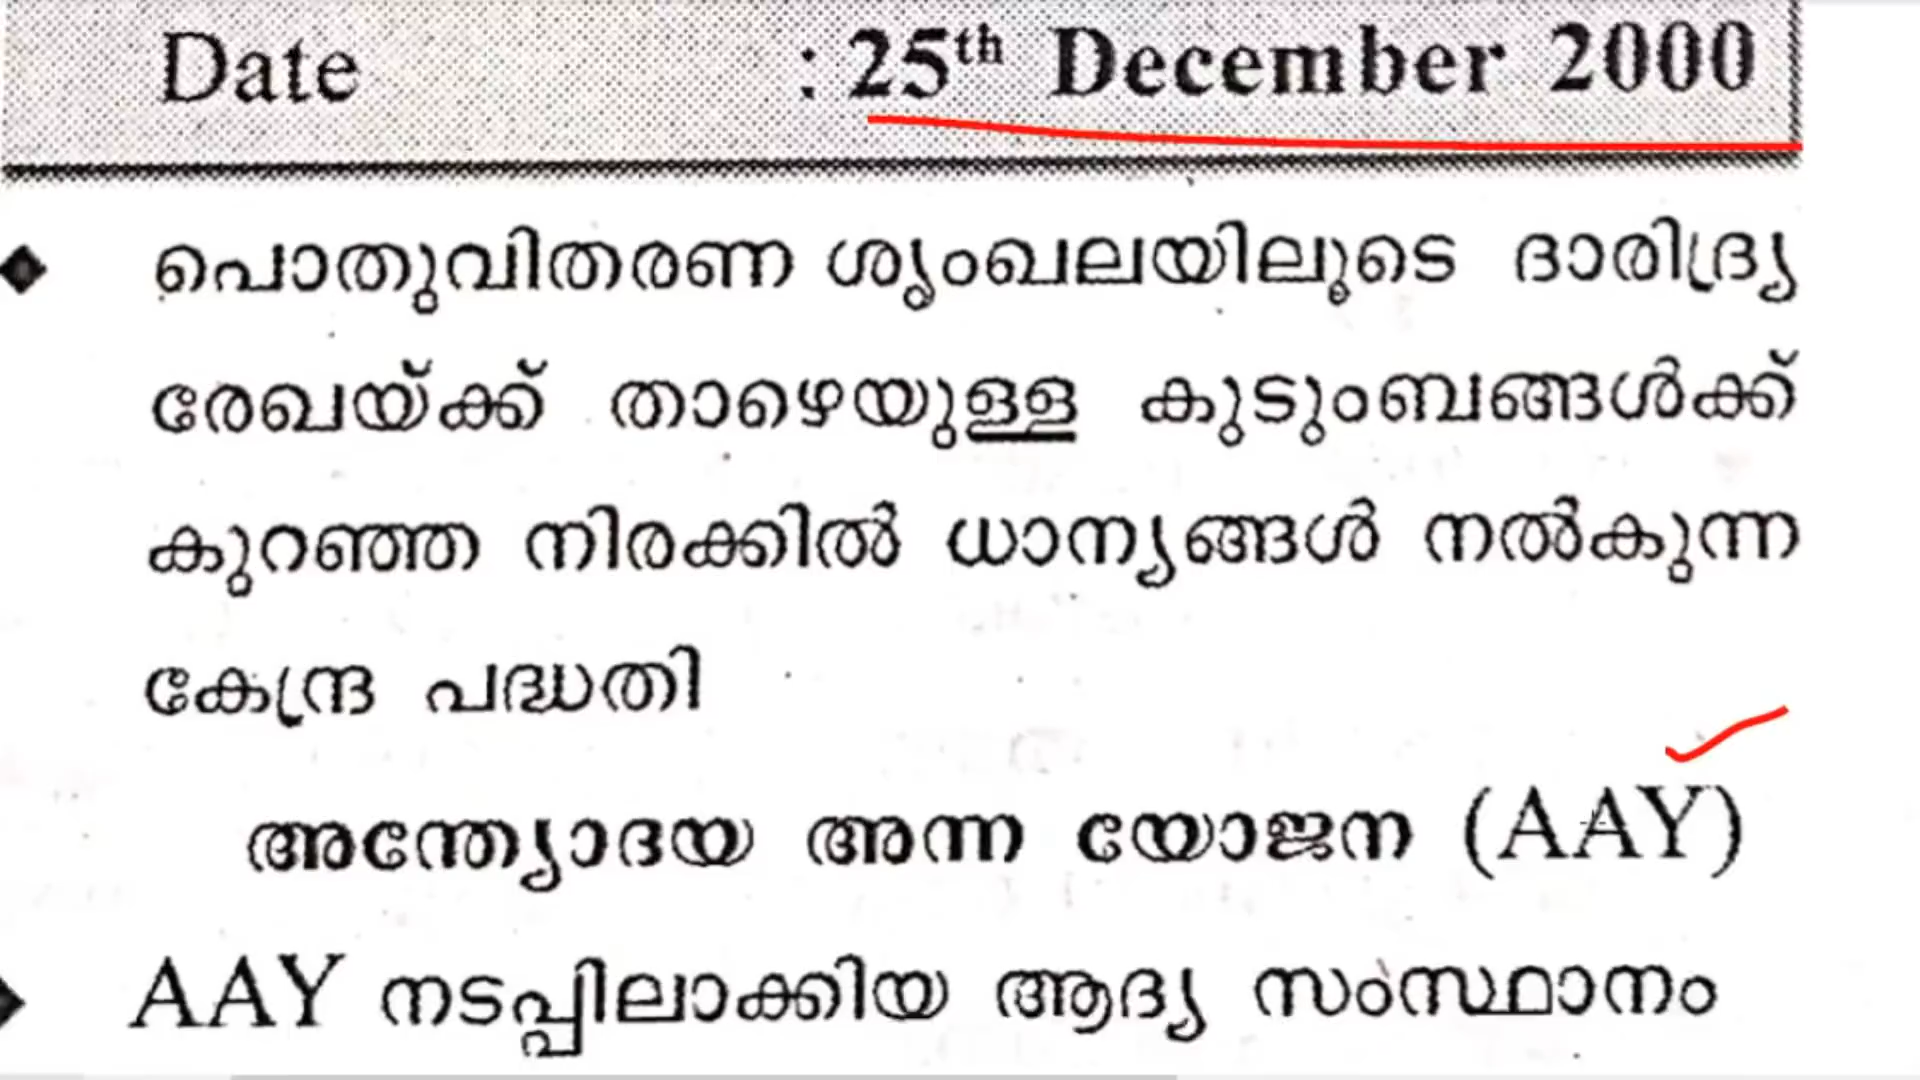 Date : 25th December 2000
പൊതുവിതരണ ശൃംഖലയിലൂടെ ദാരിദ്ര്യ
രേഖയ്ക്ക് താഴെയുള്ള കുടുംബങ്ങൾക്ക്
കുറഞ്ഞ നിരക്കിൽ ധാന്യങ്ങൾ നൽകുന്ന
കേന്ദ്ര പദ്ധതി
അന്ത്യോദയ അന്ന യോജന (AAY)
AAY നടപ്പിലാക്കിയ ആദ്യ സംസ്ഥാനം